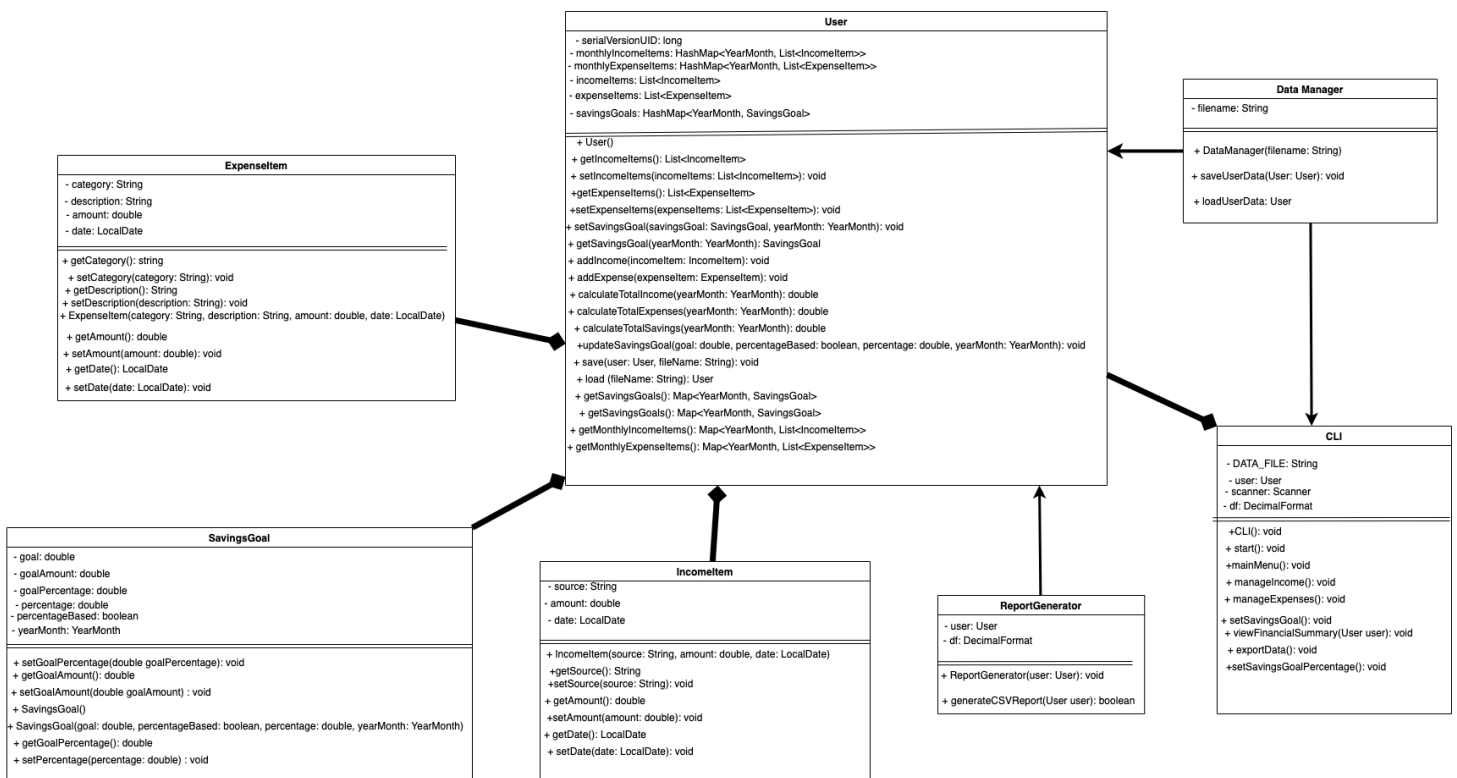 User
- serialVersionUID: long
- monthlyIncomeItems: HashMap<YearMonth, List<IncomeItem>>
- monthlyExpenseItems: HashMap<YearMonth, List<ExpenseItem>>
- incomeItems: List<IncomeItem>
- expenseItems: List<ExpenseItem>
- savingsGoals: HashMap<YearMonth, SavingsGoal>
+ User()
+ getIncomeItems(): List<IncomeItem>
+ setIncomeItems(incomeItems: List<IncomeItem>): void
+getExpenseItems(): List<ExpenseItem>
+setExpenseItems(expenseItems: List<ExpenseItem>): void
+ setSavingsGoal(savingsGoal: SavingsGoal, yearMonth: YearMonth): void
+ getSavingsGoal(yearMonth: YearMonth): SavingsGoal
+ addIncome(incomeItem: IncomeItem): void
+ addExpense(expenseItem: ExpenseItem): void
+ calculateTotalIncome(yearMonth: YearMonth): double
+ calculateTotalExpenses(yearMonth: YearMonth): double
+ calculateTotalSavings(yearMonth: YearMonth): double
+updateSavingsGoal(goal: double, percentageBased: boolean, percentage: double, yearMonth: YearMonth): void
+ save(user: User, fileName: String): void
+ load (fileName: String): User
+ getSavingsGoals(): Map<YearMonth, SavingsGoal>
+ getSavingsGoals(): Map<YearMonth, SavingsGoal>
+ getMonthlyIncomeItems(): Map<YearMonth, List<IncomeItem>>
+ getMonthlyExpenseItems(): Map<YearMonth, List<ExpenseItem>>
Data Manager
- filename: String
+ DataManager(filename: String)
+ saveUserData(User: User): void
+ loadUserData: User
ExpenseItem
- category: String
- description: String
- amount: double
- date: LocalDate
+ getCategory(): string
+ setCategory(category: String): void
+ getDescription(): String
+ setDescription(description: String): void
+ ExpenseItem(category: String, description: String, amount: double, date: LocalDate)
+ getAmount(): double
+ setAmount(amount: double): void
+ getDate(): LocalDate
+ setDate(date: LocalDate): void
CLI
- DATA_FILE: String
- user: User
- scanner: Scanner
- df: DecimalFormat
+CLI(): void
+ start(): void
+mainMenu(): void
+ manageIncome(): void
+ manageExpenses(): void
+ setSavingsGoal(): void
+ viewFinancialSummary(User user): void
+ exportData(): void
+setSavingsGoalPercentage(): void
SavingsGoal
- goal: double
- goalAmount: double
- goalPercentage: double
- percentage: double
- percentageBased: boolean
- yearMonth: YearMonth
+ setGoalPercentage(double goalPercentage): void
+ getGoalAmount(): double
+ setGoalAmount(double goalAmount) : void
+ SavingsGoal()
+ SavingsGoal(goal: double, percentageBased: boolean, percentage: double, yearMonth: YearMonth)
+ getGoalPercentage(): double
+ setPercentage(percentage: double) : void
IncomeItem
- source: String
- amount: double
- date: LocalDate
+ IncomeItem(source: String, amount: double, date: LocalDate)
+getSource(): String
+setSource(source: String): void
+ getAmount(): double
+setAmount(amount: double): void
+ getDate(): LocalDate
+ setDate(date: LocalDate): void
ReportGenerator
- user: User
- df: DecimalFormat
+ ReportGenerator(user: User): void
+ generateCSVReport(User user): boolean